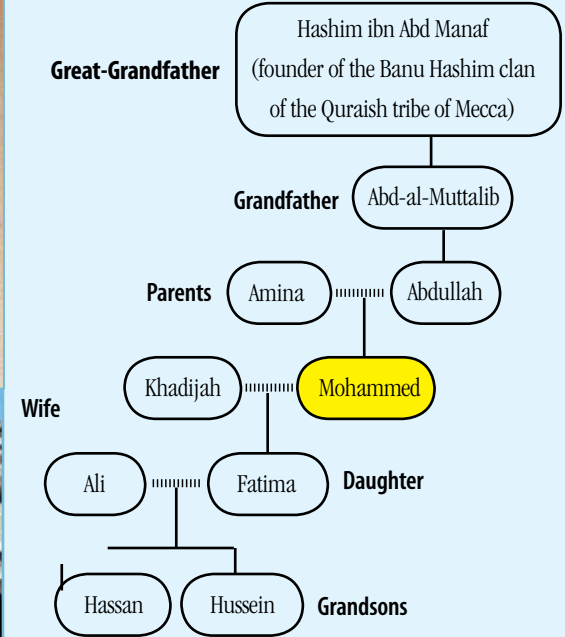 Hashim ibn Abd Manaf
Great-Grandfather
(founder of the Banu Hashim clan
of the Quraish tribe of Mecca)
Grandfather
Abd-al-Muttalib
Parents
Amina
Abdullah
Khadijah
Mohammed
Wife
Ali
Fatima
Daughter
Hassan
Hussein
Grandsons